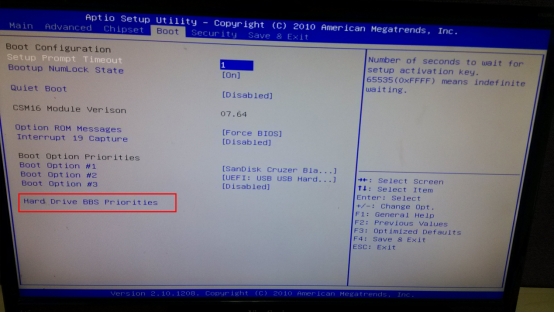 Aptio Setup Utility - Copyright (C) 2010 American Megatrends, Inc.
Main Advanced Chipset Boot Security Save & Exit
Boot Configuration
Setup Prompt Timeout 1
Bootup NumLock State [On]
Quiet Boot [Disabled]
CSM16 Module Verison 07.64
Option ROM Messages [Force BIOS]
Interrupt 19 Capture [Disabled]
Boot Option Priorities
Boot Option #1 [SanDisk Cruzer Bla...]
Boot Option #2 [UEFI: USB USB Hard...]
Boot Option #3 [Disabled]
Hard Drive BBS Priorities
Number of seconds to wait for
setup activation key.
65535(0xFFFF) means indefinite
waiting.
→←: Select Screen
↑↓: Select Item
Enter: Select
+/-: Change Opt.
F1: General Help
F2: Previous Values
F3: Optimized Defaults
F4: Save & Exit
ESC: Exit
Version 2.10.1208. Copyright (C) 2010 American Megatrends, Inc.